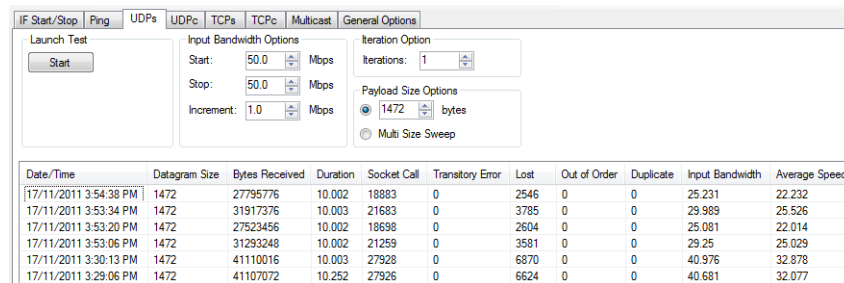 IF Start/Stop Ping UDPs UDPc TCPs TCPc Multicast General Options
Launch Test
Start
Input Bandwidth Options
Start: 50.0 Mbps
Stop: 50.0 Mbps
Increment: 1.0 Mbps
Iteration Option
Iterations: 1
Payload Size Options
1472 bytes
Multi Size Sweep
Date/Time Datagram Size Bytes Received Duration Socket Call Transitory Error Lost Out of Order Duplicate Input Bandwidth Average Speed
17/11/2011 3:54:38 PM 1472 27795776 10.002 18883 0 2546 0 0 25.231 22.232
17/11/2011 3:53:34 PM 1472 31917376 10.003 21683 0 3785 0 0 29.989 25.526
17/11/2011 3:53:20 PM 1472 27523456 10.002 18698 0 2604 0 0 25.081 22.014
17/11/2011 3:53:06 PM 1472 31293248 10.002 21259 0 3581 0 0 29.25 25.029
17/11/2011 3:30:13 PM 1472 41110016 10.003 27928 0 6870 0 0 40.976 32.878
17/11/2011 3:29:06 PM 1472 41107072 10.252 27926 0 6624 0 0 40.681 32.077